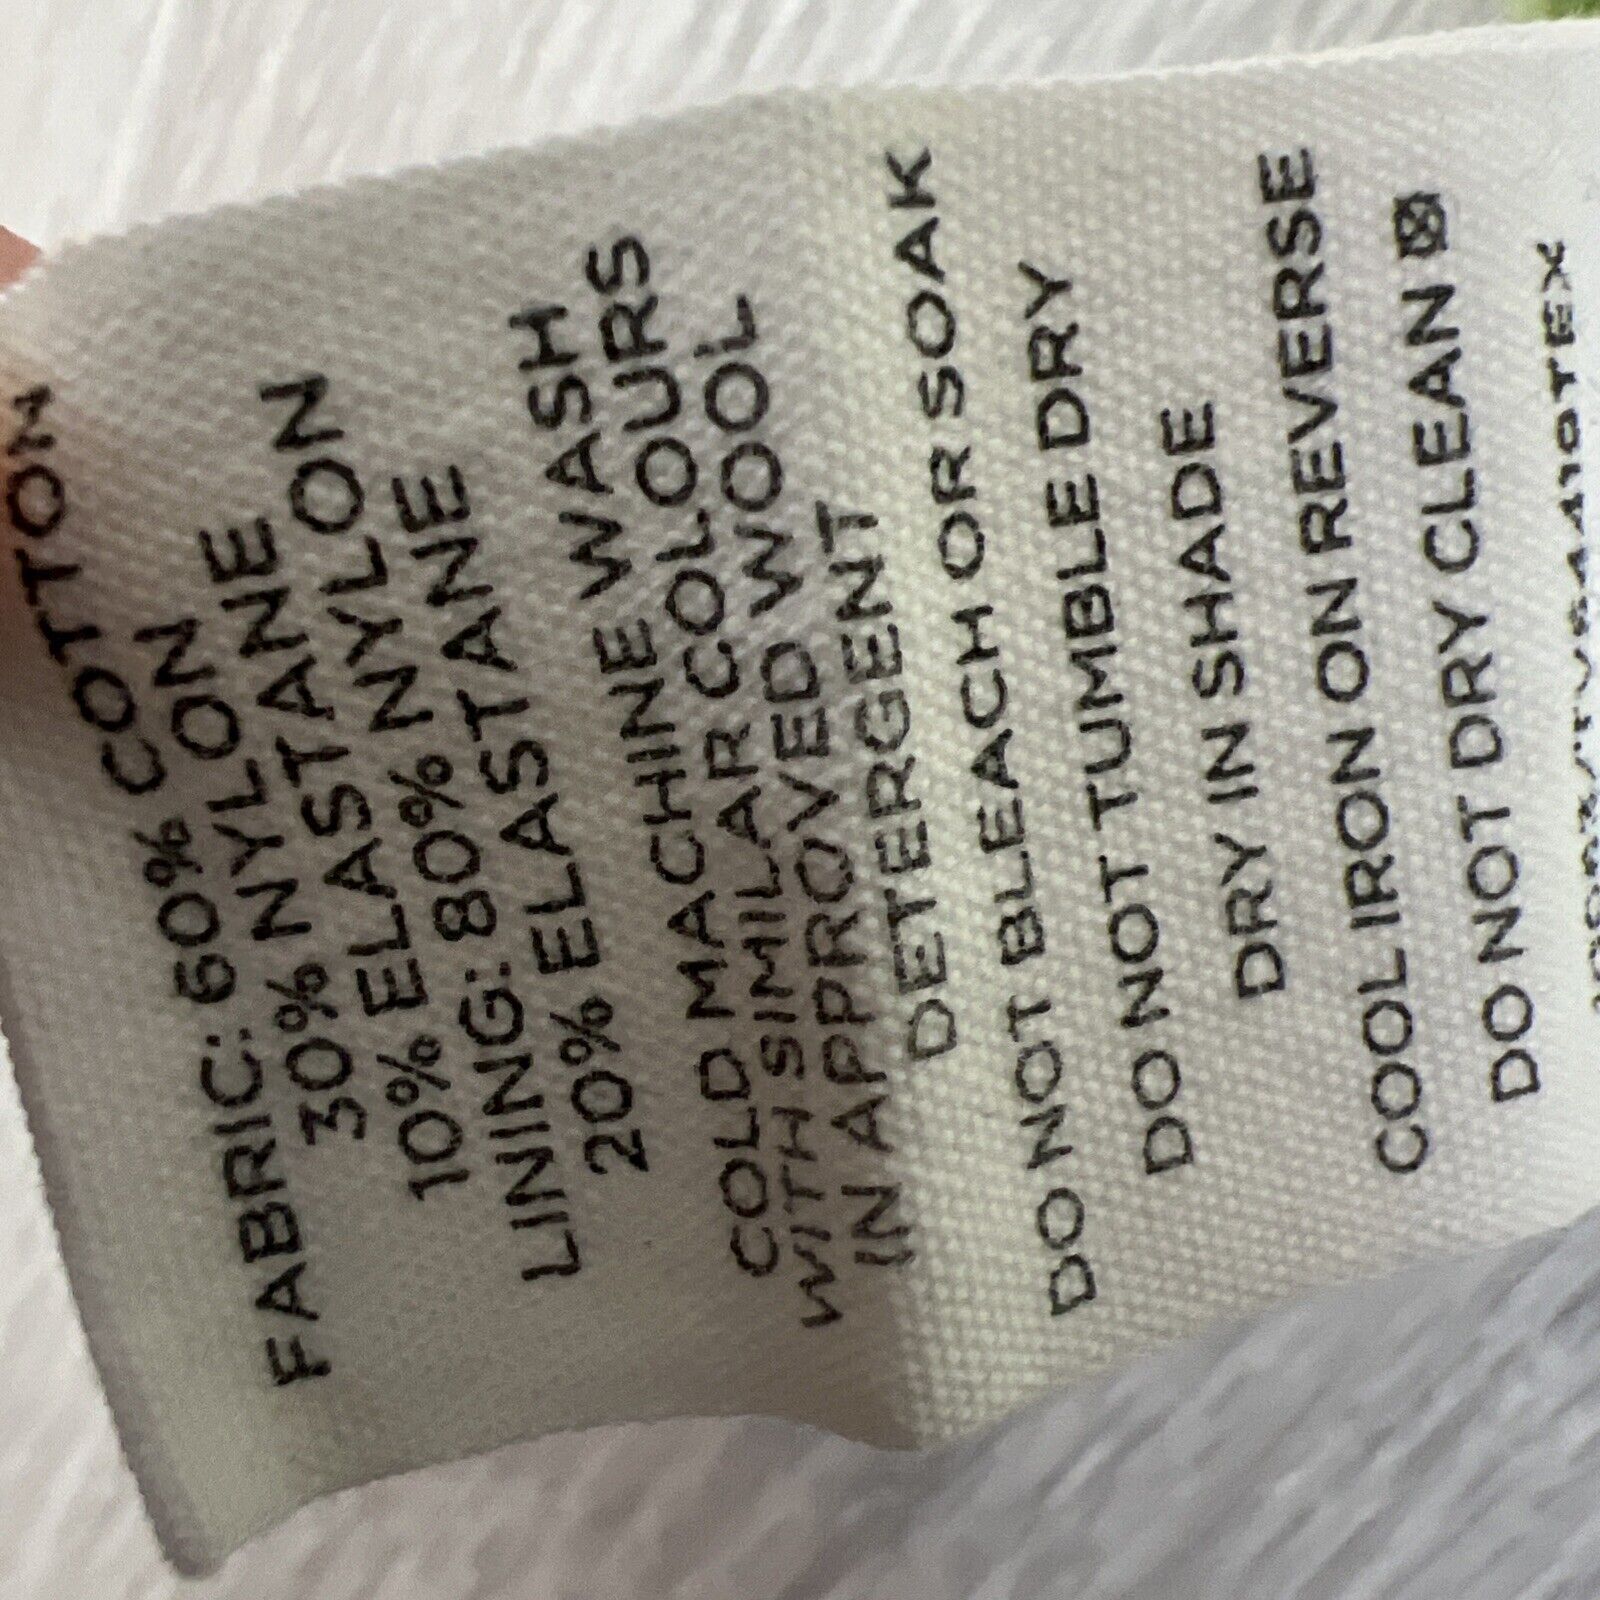 COTTON
FABRIC: 60% COTTON
30% NYLON
10% ELASTANE
LINING: 80% NYLON
20% ELASTANE
COLD MACHINE WASH
WITH SIMILAR COLOURS
IN APPROVED WOOL
DETERGENT
DO NOT BLEACH OR SOAK
DO NOT TUMBLE DRY
DRY IN SHADE
COOL IRON ON REVERSE
DO NOT DRY CLEAN